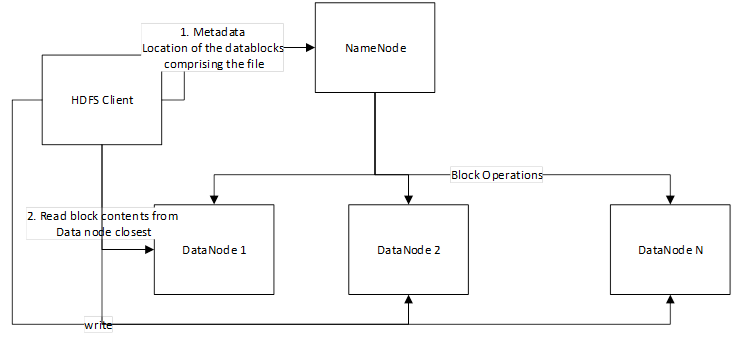 1. Metadata
Location of the datablocks
comprising the file
NameNode
HDFS Client
Block Operations
2. Read block contents from
Data node closest
DataNode 1
DataNode 2
DataNode N
write